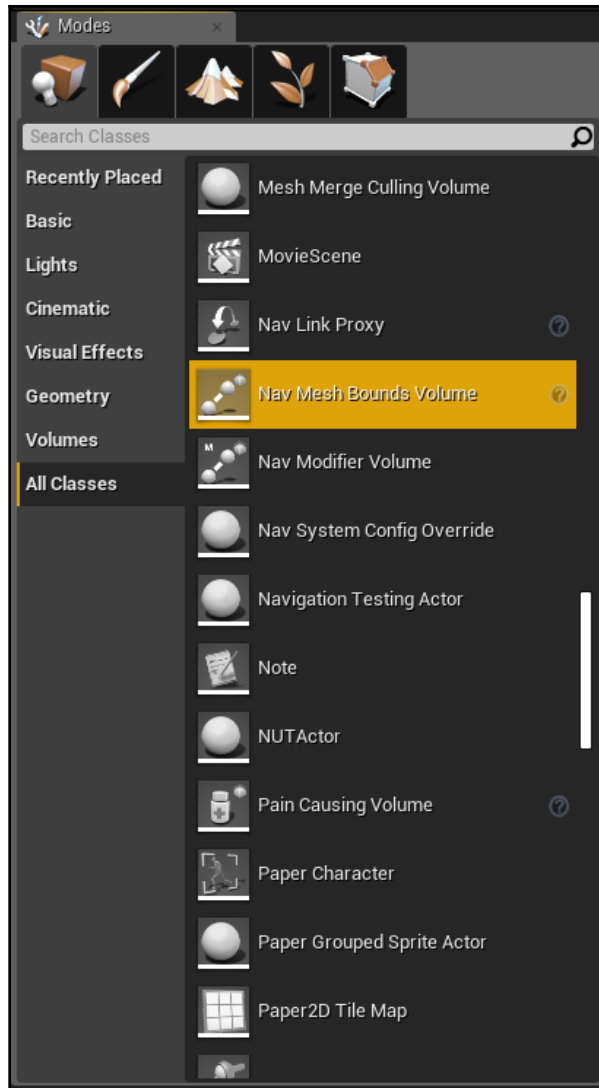 Modes
Search Classes
Recently Placed
Basic
Lights
Cinematic
Visual Effects
Geometry
Volumes
All Classes
Mesh Merge Culling Volume
MovieScene
Nav Link Proxy
?
Nav Mesh Bounds Volume
?
M
Nav Modifier Volume
Nav System Config Override
Navigation Testing Actor
Note
NUTActor
Pain Causing Volume
?
Paper Character
Paper Grouped Sprite Actor
Paper2D Tile Map